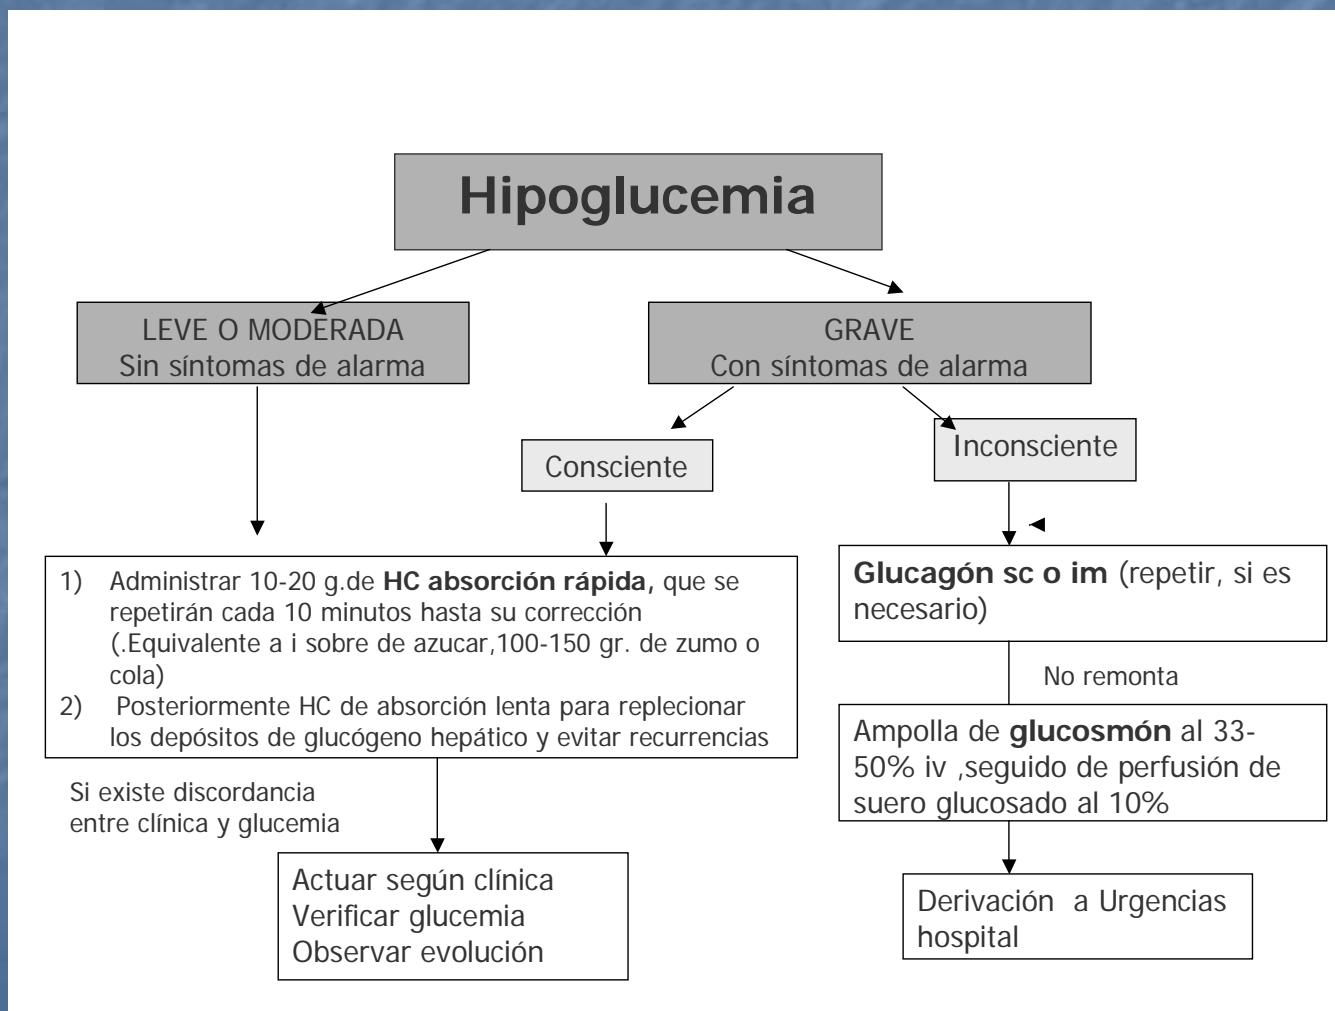 Hipoglucemia
LEVE O MODERADA
Sin síntomas de alarma
GRAVE
Con síntomas de alarma
Consciente
Inconsciente
1) Administrar 10-20 g.de HC absorción rápida, que se
repetirán cada 10 minutos hasta su corrección
(.Equivalente a i sobre de azucar,100-150 gr. de zumo o
cola)
2) Posteriormente HC de absorción lenta para replecionar
los depósitos de glucógeno hepático y evitar recurrencias
Glucagón sc o im (repetir, si es
necesario)
No remonta
Ampolla de glucosmón al 33-
50% iv ,seguido de perfusión de
suero glucosado al 10%
Si existe discordancia
entre clínica y glucemia
Actuar según clínica
Verificar glucemia
Observar evolución
Derivación a Urgencias
hospital